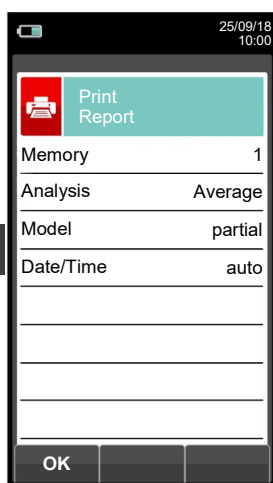 25/09/18
10:00
Print
Report
Memory 1
Analysis Average
Model partial
Date/Time auto
OK